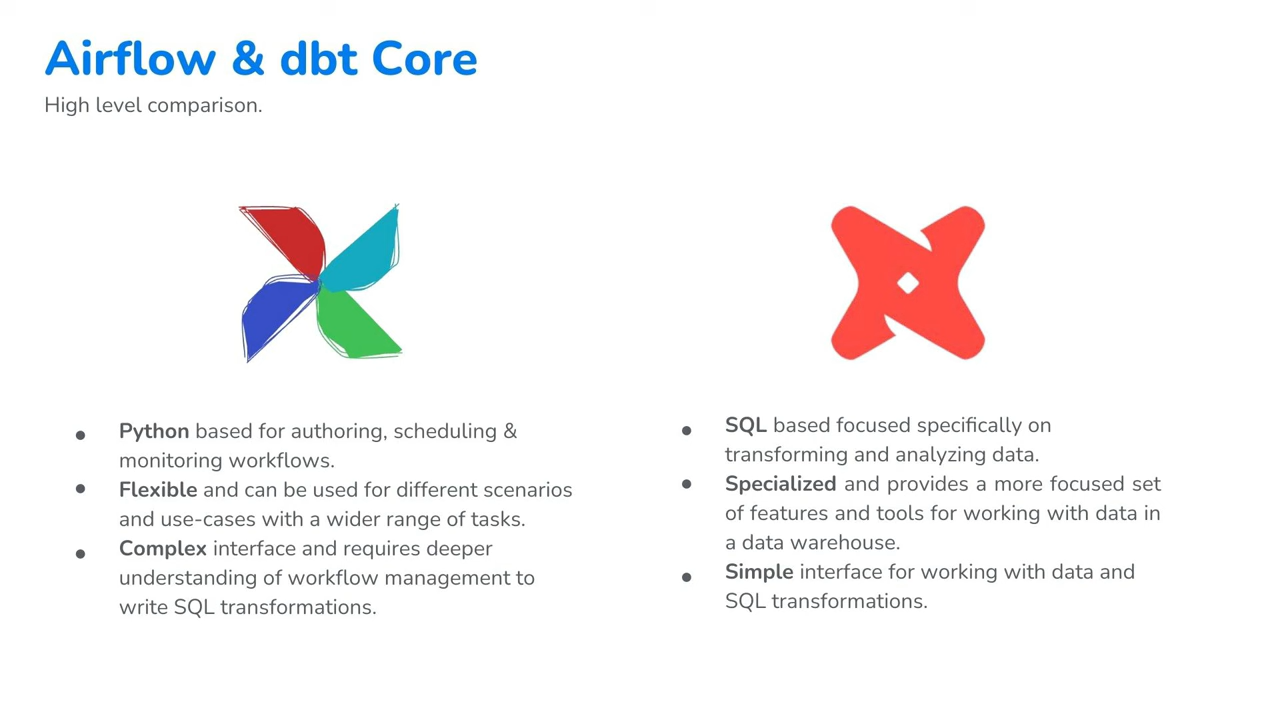 Airflow & dbt Core
High level comparison.
● Python based for authoring, scheduling &
monitoring workflows.
● Flexible and can be used for different scenarios
and use-cases with a wider range of tasks.
● Complex interface and requires deeper
understanding of workflow management to
write SQL transformations.
● SQL based focused specifically on
transforming and analyzing data.
● Specialized and provides a more focused set
of features and tools for working with data in
a data warehouse.
● Simple interface for working with data and
SQL transformations.